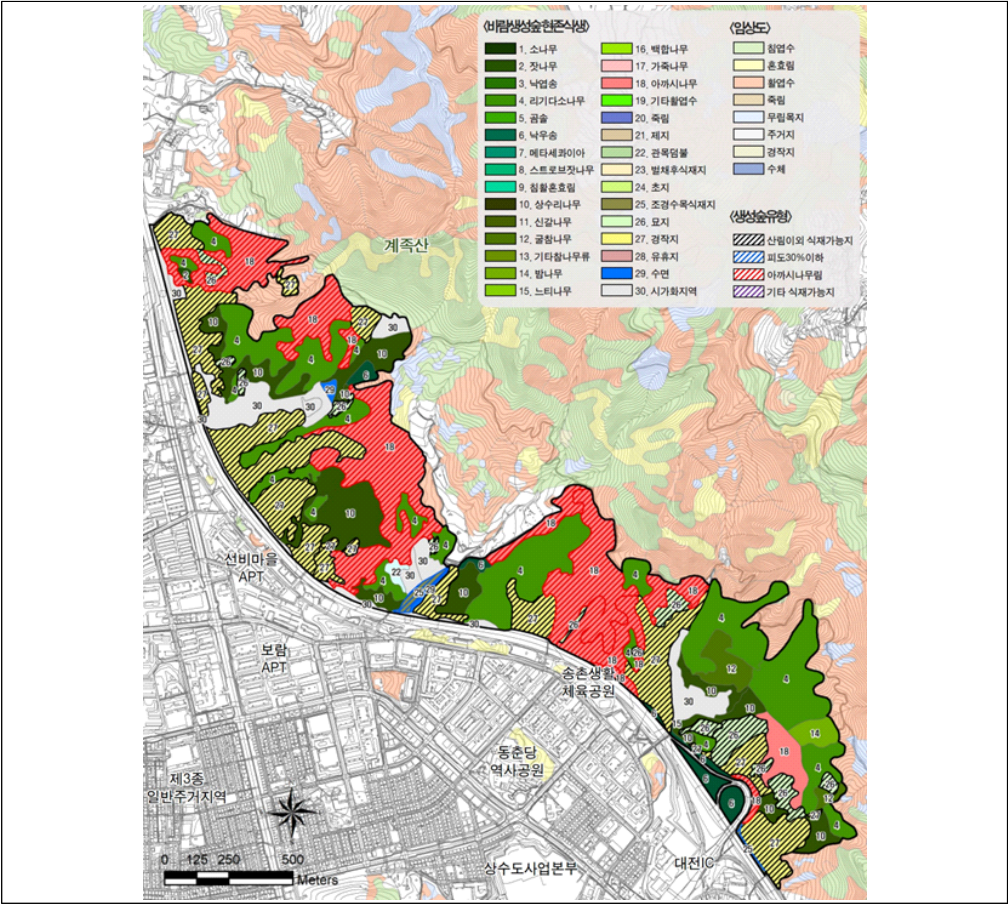 <바람생성숲 현존식생>
1. 소나무
2. 잣나무
3. 낙엽송
4. 리기다소나무
5. 곰솔
6. 낙우송
7. 메타세콰이아
8. 스트로브잣나무
9. 침활혼효림
10. 상수리나무
11. 신갈나무
12. 굴참나무
13. 기타참나무류
14. 밤나무
15. 느티나무
16. 백합나무
17. 가죽나무
18. 아까시나무
19. 기타활엽수
20. 죽림
21. 제지
22. 관목덤불
23. 벌채후식재지
24. 초지
25. 조경수목식재지
26. 묘지
27. 경작지
28. 유휴지
29. 수면
30. 시가화지역
<임상도>
침엽수
혼효림
활엽수
죽림
무립목지
주거지
경작지
수체
<생성숲유형>
산림이외 식재가능지
피도30%이하
아까시나무림
기타 식재가능지
계족산
선비마을
APT
보람
APT
송촌생활
체육공원
동춘당
역사공원
제3종
일반주거지역
상수도사업본부
대전IC
0 125 250 500
Meters